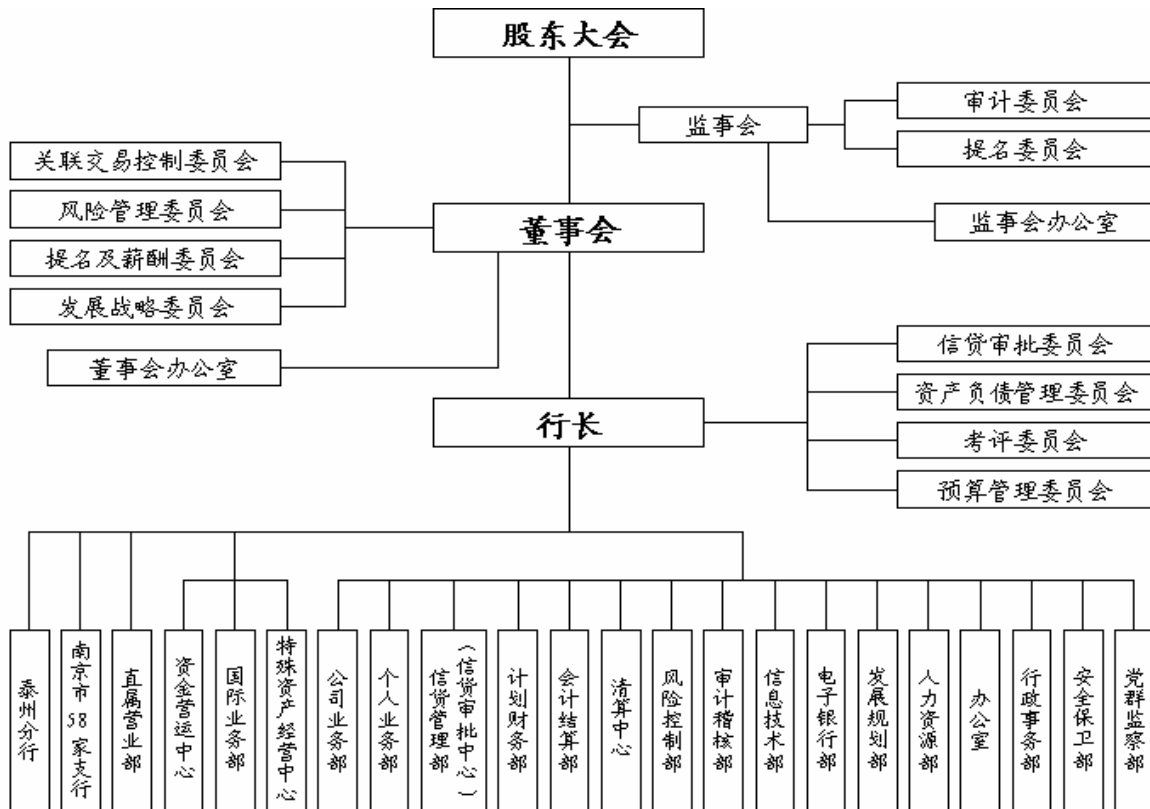 股东大会
监事会
审计委员会
提名委员会
监事会办公室
关联交易控制委员会
风险管理委员会
提名及薪酬委员会
发展战略委员会
董事会
董事会办公室
信贷审批委员会
资产负债管理委员会
考评委员会
预算管理委员会
行长
泰州分行
南京市58家支行
直属营业部
资金营运中心
国际业务部
特殊资产经营中心
公司业务部
个人业务部
信贷管理部
（信贷审批中心）
计划财务部
会计结算部
清算中心
风险控制部
审计稽核部
信息技术部
电子银行部
发展规划部
人力资源部
办公室
行政事务部
安全保卫部
党群监察部